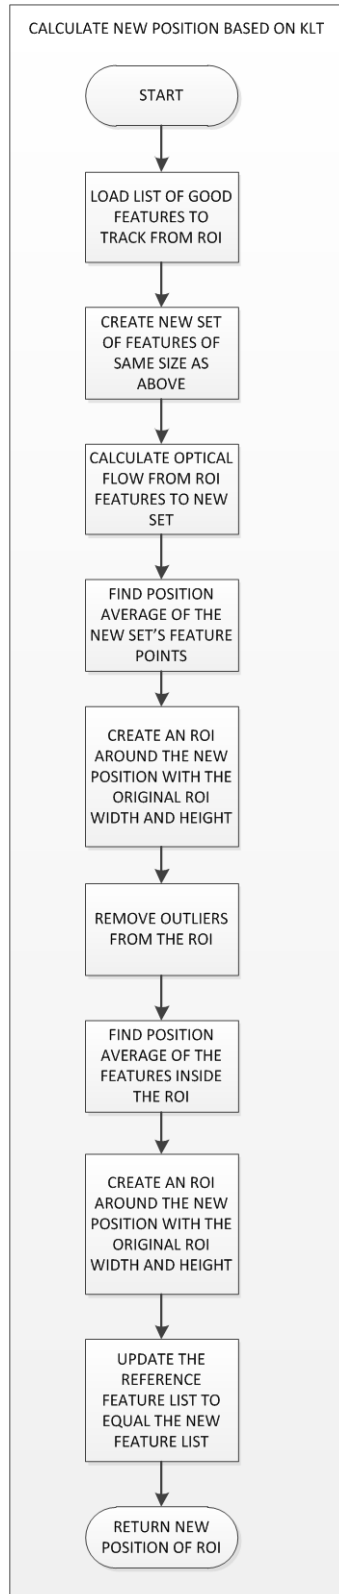 CALCULATE NEW POSITION BASED ON KLT
START
LOAD LIST OF GOOD
FEATURES TO
TRACK FROM ROI
CREATE NEW SET
OF FEATURES OF
SAME SIZE AS
ABOVE
CALCULATE OPTICAL
FLOW FROM ROI
FEATURES TO NEW
SET
FIND POSITION
AVERAGE OF THE
NEW SET’S FEATURE
POINTS
CREATE AN ROI
AROUND THE NEW
POSITION WITH THE
ORIGINAL ROI
WIDTH AND HEIGHT
REMOVE OUTLIERS
FROM THE ROI
FIND POSITION
AVERAGE OF THE
FEATURES INSIDE
THE ROI
CREATE AN ROI
AROUND THE NEW
POSITION WITH THE
ORIGINAL ROI
WIDTH AND HEIGHT
UPDATE THE
REFERENCE
FEATURE LIST TO
EQUAL THE NEW
FEATURE LIST
RETURN NEW
POSITION OF ROI